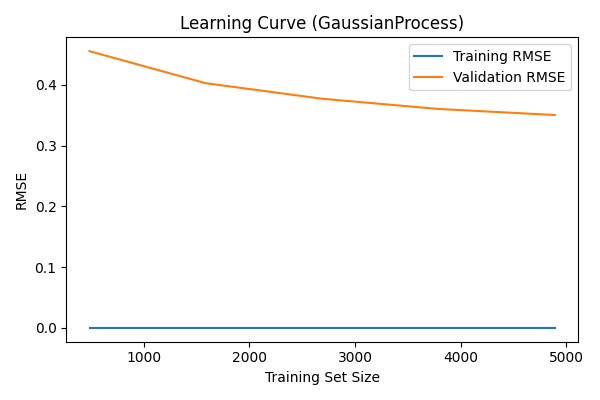 Learning Curve (GaussianProcess)
Training RMSE
Validation RMSE
RMSE
0.4
0.3
0.2
0.1
0.0
1000 2000 3000 4000 5000
Training Set Size